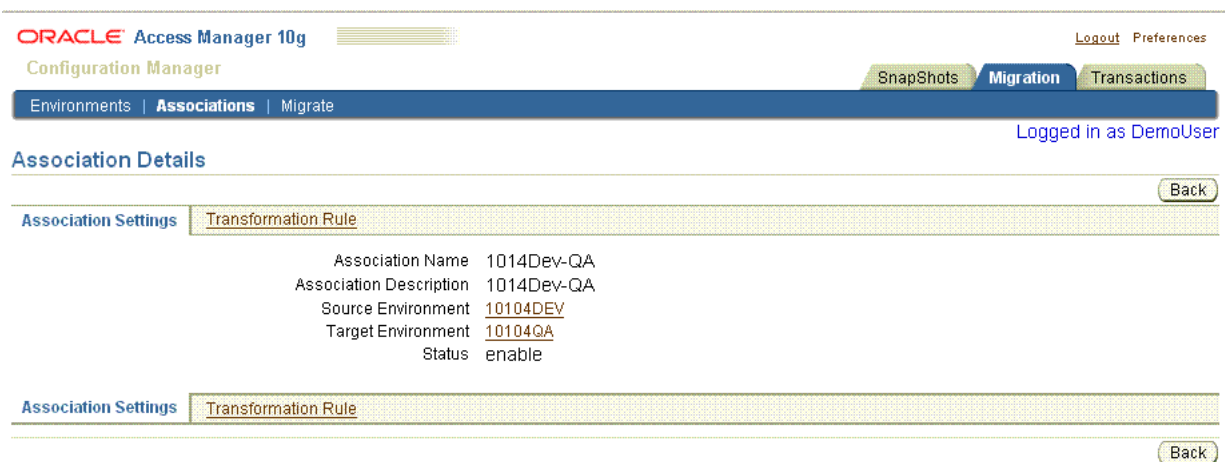 ORACLE Access Manager 10g
Logout Preferences
Configuration Manager
SnapShots Migration Transactions
Environments | Associations | Migrate
Logged in as DemoUser
Association Details
Back
Association Settings Transformation Rule
Association Name 1014Dev-QA
Association Description 1014Dev-QA
Source Environment 10104DEV
Target Environment 10104QA
Status enable
Association Settings Transformation Rule
Back